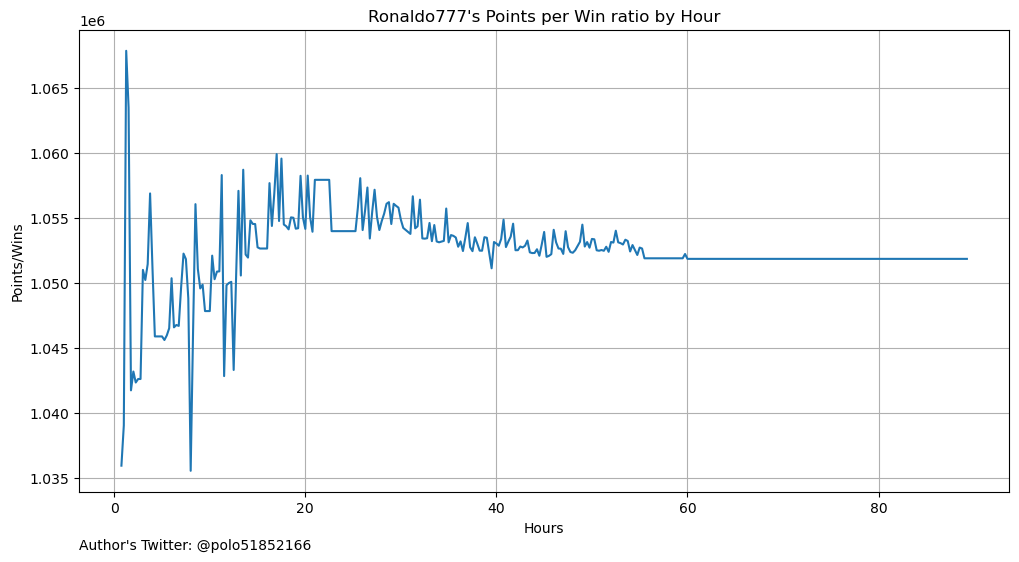 Ronaldo777's Points per Win ratio by Hour
1e6
1.065
1.060
1.055
1.050
1.045
1.040
1.035
Points/Wins
0 20 40 60 80
Hours
Author's Twitter: @polo51852166